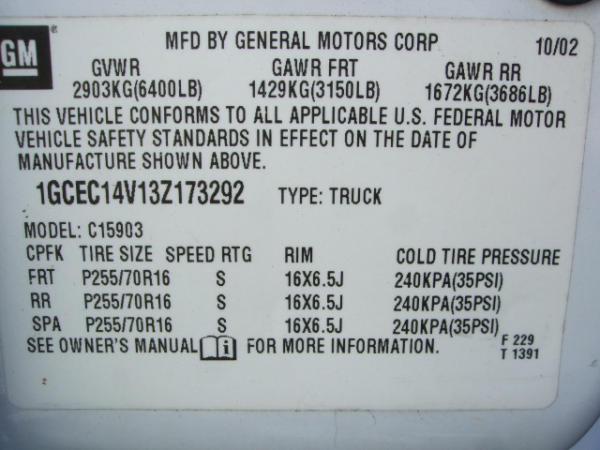 GM
MFD BY GENERAL MOTORS CORP 10/02
GVWR GAWR FRT GAWR RR
2903KG(6400LB) 1429KG(3150LB) 1672KG(3686LB)
THIS VEHICLE CONFORMS TO ALL APPLICABLE U.S. FEDERAL MOTOR
VEHICLE SAFETY STANDARDS IN EFFECT ON THE DATE OF
MANUFACTURE SHOWN ABOVE.
1GCEC14V13Z173292 TYPE: TRUCK
MODEL: C15903
CPFK TIRE SIZE SPEED RTG RIM COLD TIRE PRESSURE
FRT P255/70R16 S 16X6.5J 240KPA(35PSI)
RR P255/70R16 S 16X6.5J 240KPA(35PSI)
SPA P255/70R16 S 16X6.5J 240KPA(35PSI)
SEE OWNER'S MANUAL i FOR MORE INFORMATION. F 229
T 1391